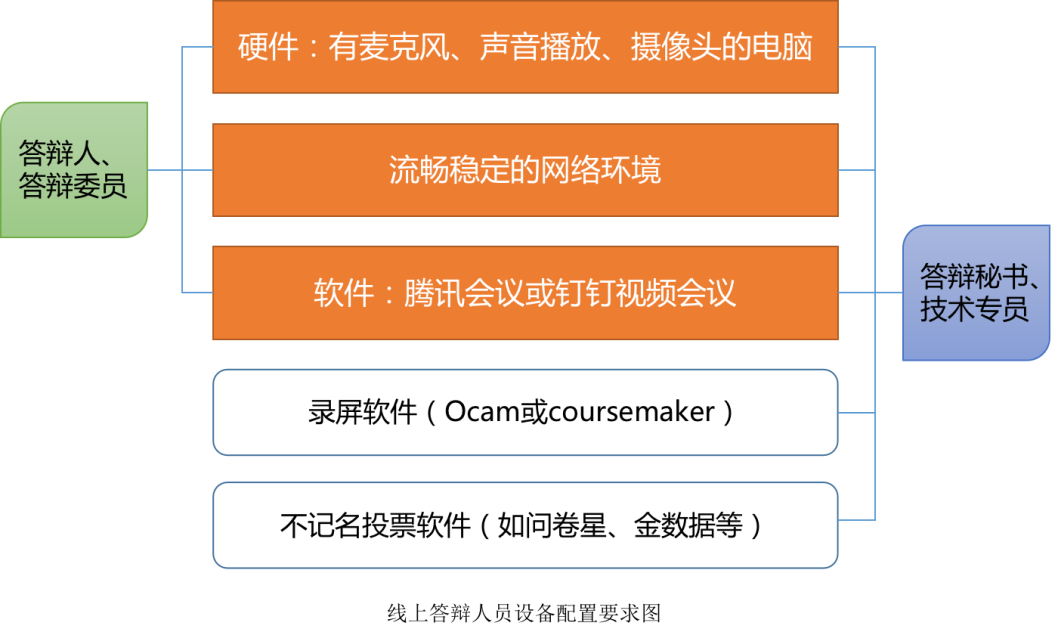 硬件：有麦克风、声音播放、摄像头的电脑
答辩人、
答辩委员
流畅稳定的网络环境
软件：腾讯会议或钉钉视频会议
答辩秘书、
技术专员
录屏软件（Ocam或coursemaker）
不记名投票软件（如问卷星、金数据等）
线上答辩人员设备配置要求图